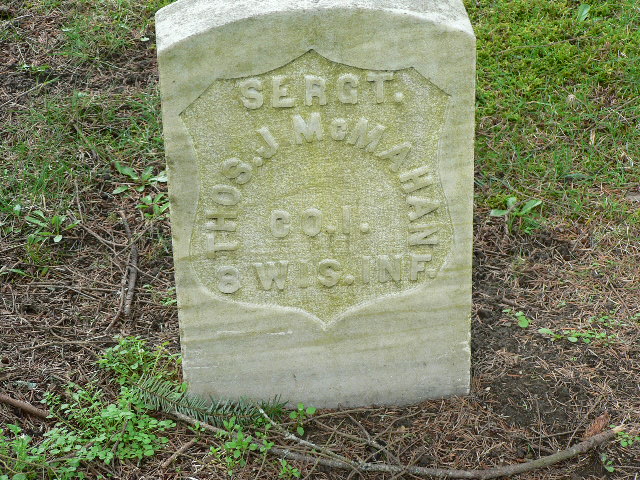 SERGT.
THOS. J. McMAHAN.
CO. I.
8 WIS. INF.